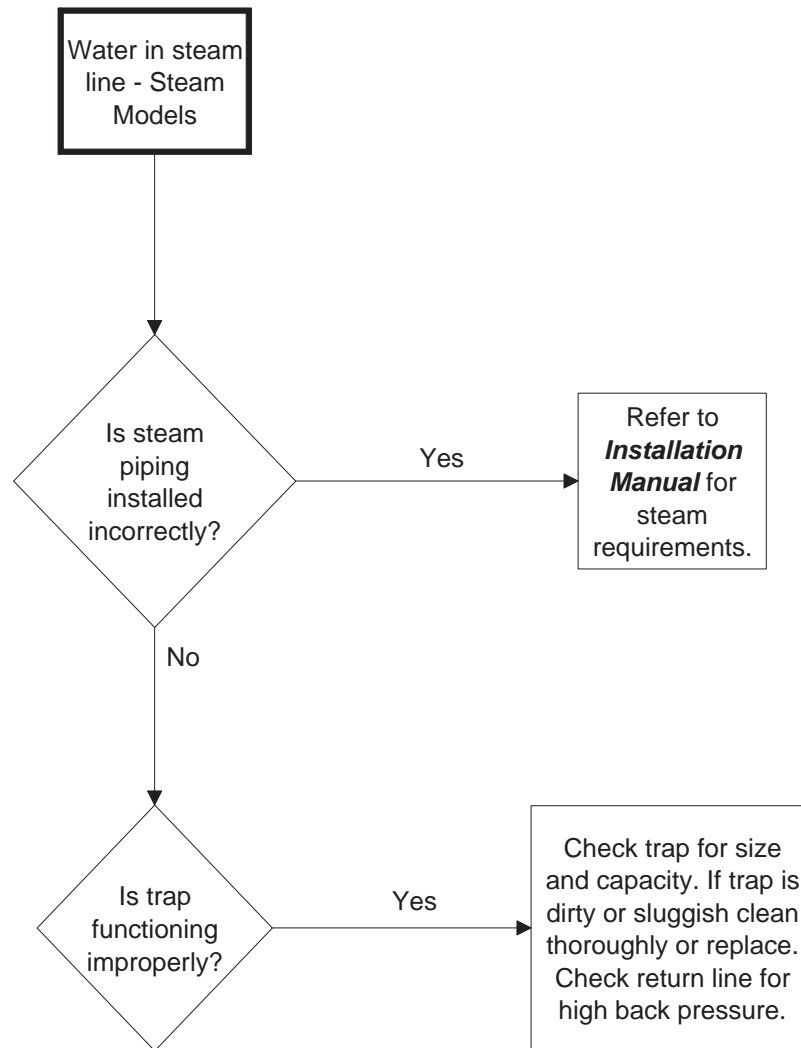 Water in steam
line - Steam
Models
Is steam
piping
installed
incorrectly?
Yes
Refer to
Installation
Manual for
steam
requirements.
No
Is trap
functioning
improperly?
Yes
Check trap for size
and capacity. If trap is
dirty or sluggish clean
thoroughly or replace.
Check return line for
high back pressure.